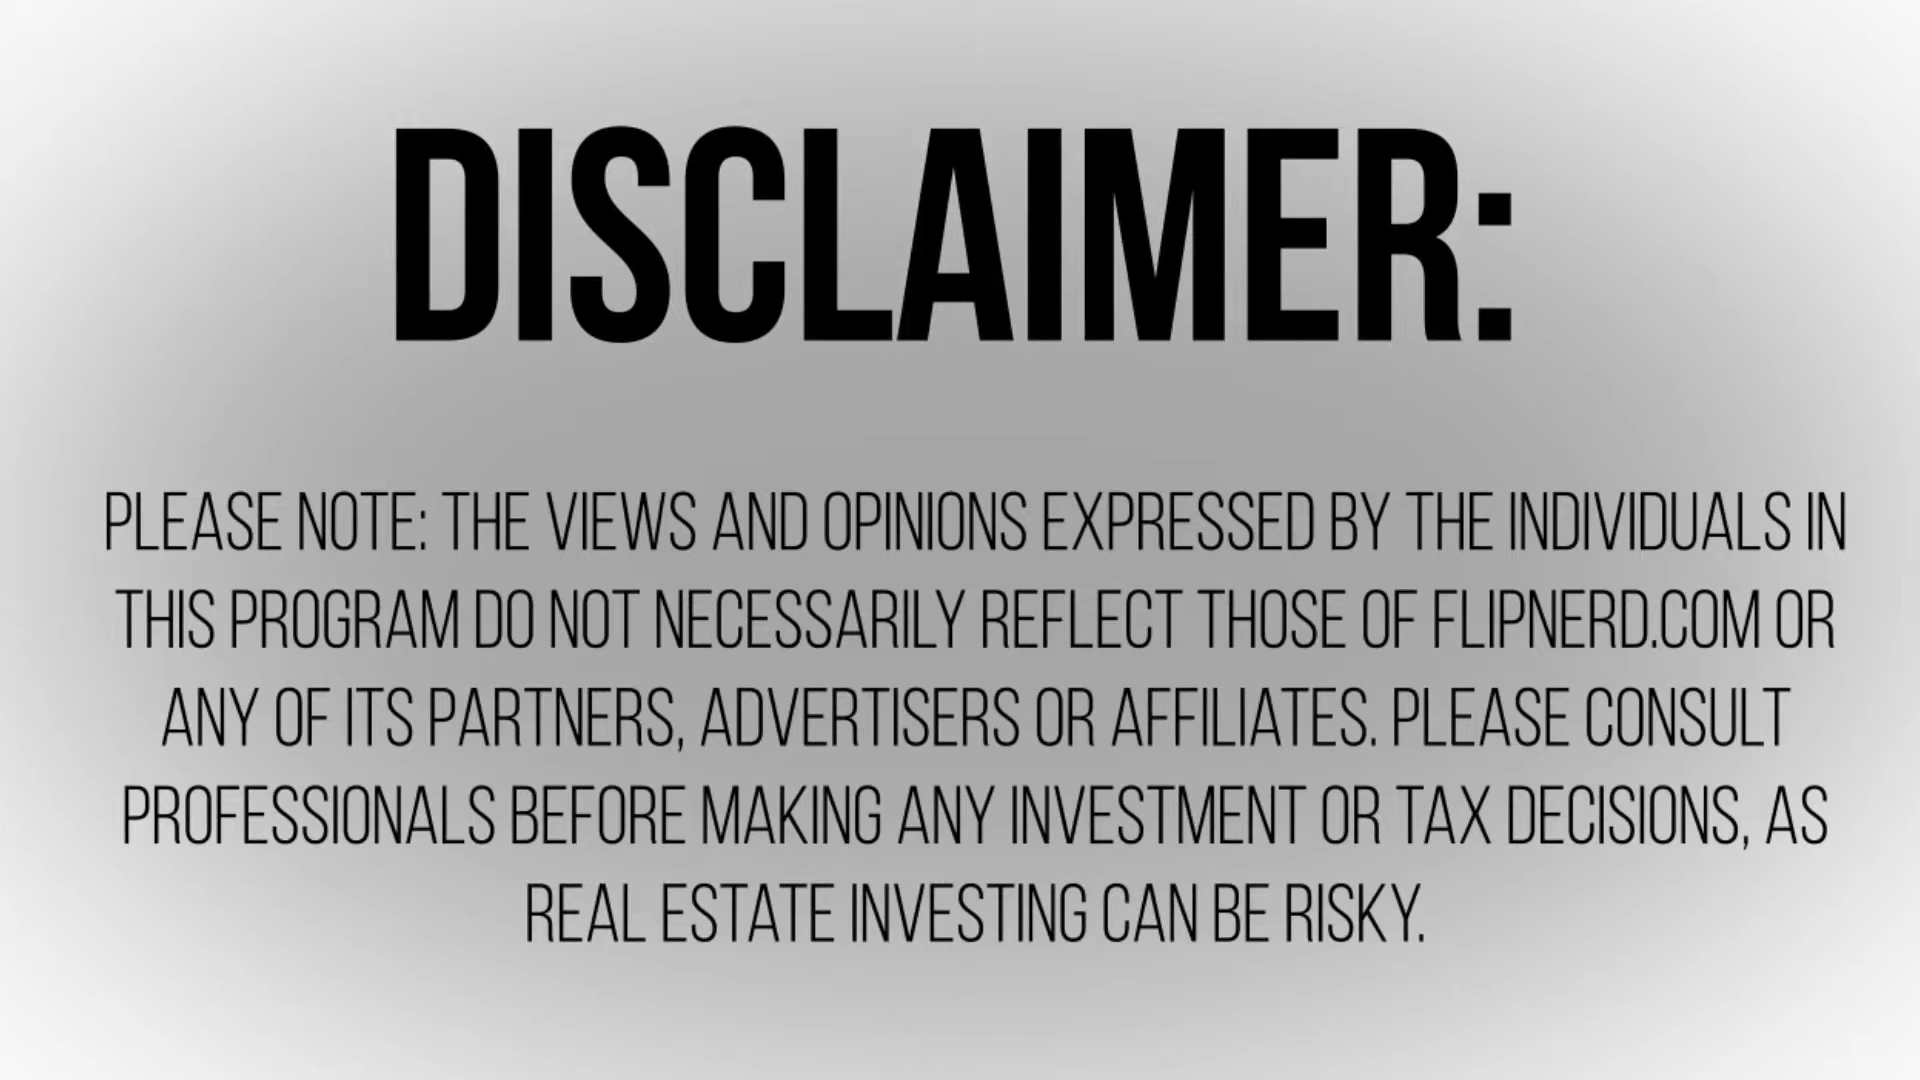 DISCLAIMER:
PLEASE NOTE: THE VIEWS AND OPINIONS EXPRESSED BY THE INDIVIDUALS IN
THIS PROGRAM DO NOT NECESSARILY REFLECT THOSE OF FLIPNERD.COM OR
ANY OF ITS PARTNERS, ADVERTISERS OR AFFILIATES. PLEASE CONSULT
PROFESSIONALS BEFORE MAKING ANY INVESTMENT OR TAX DECISIONS, AS
REAL ESTATE INVESTING CAN BE RISKY.